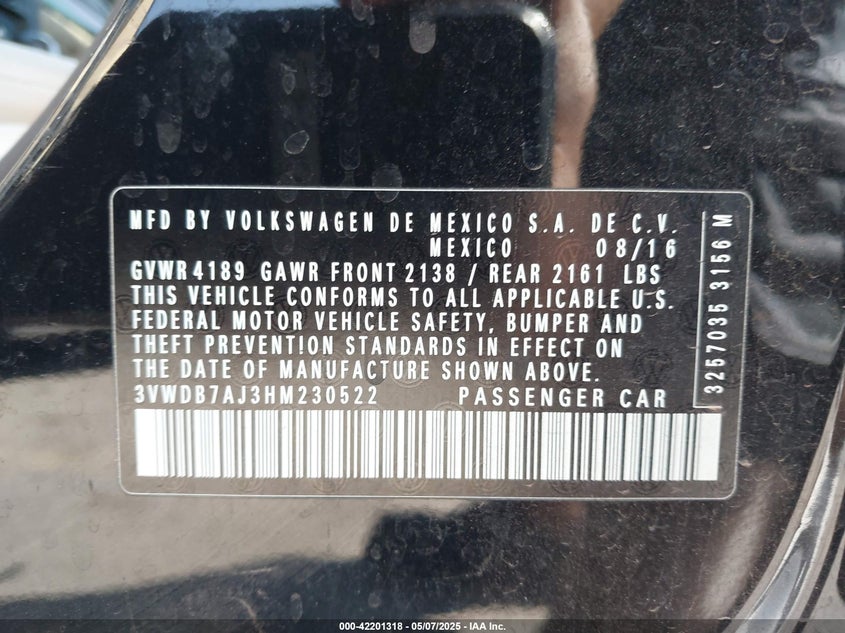 MFD BY VOLKSWAGEN DE MEXICO S.A. DE C.V.
MEXICO 08/16
GVWR 4189 GAWR FRONT 2138 / REAR 2161 LBS
THIS VEHICLE CONFORMS TO ALL APPLICABLE U.S.
FEDERAL MOTOR VEHICLE SAFETY, BUMPER AND
THEFT PREVENTION STANDARDS IN EFFECT ON
THE DATE OF MANUFACTURE SHOWN ABOVE.
3VWDB7AJ3HM230522 PASSENGER CAR
3257035 3156 M
000-42201318 - 05/07/2025 - IAA Inc.